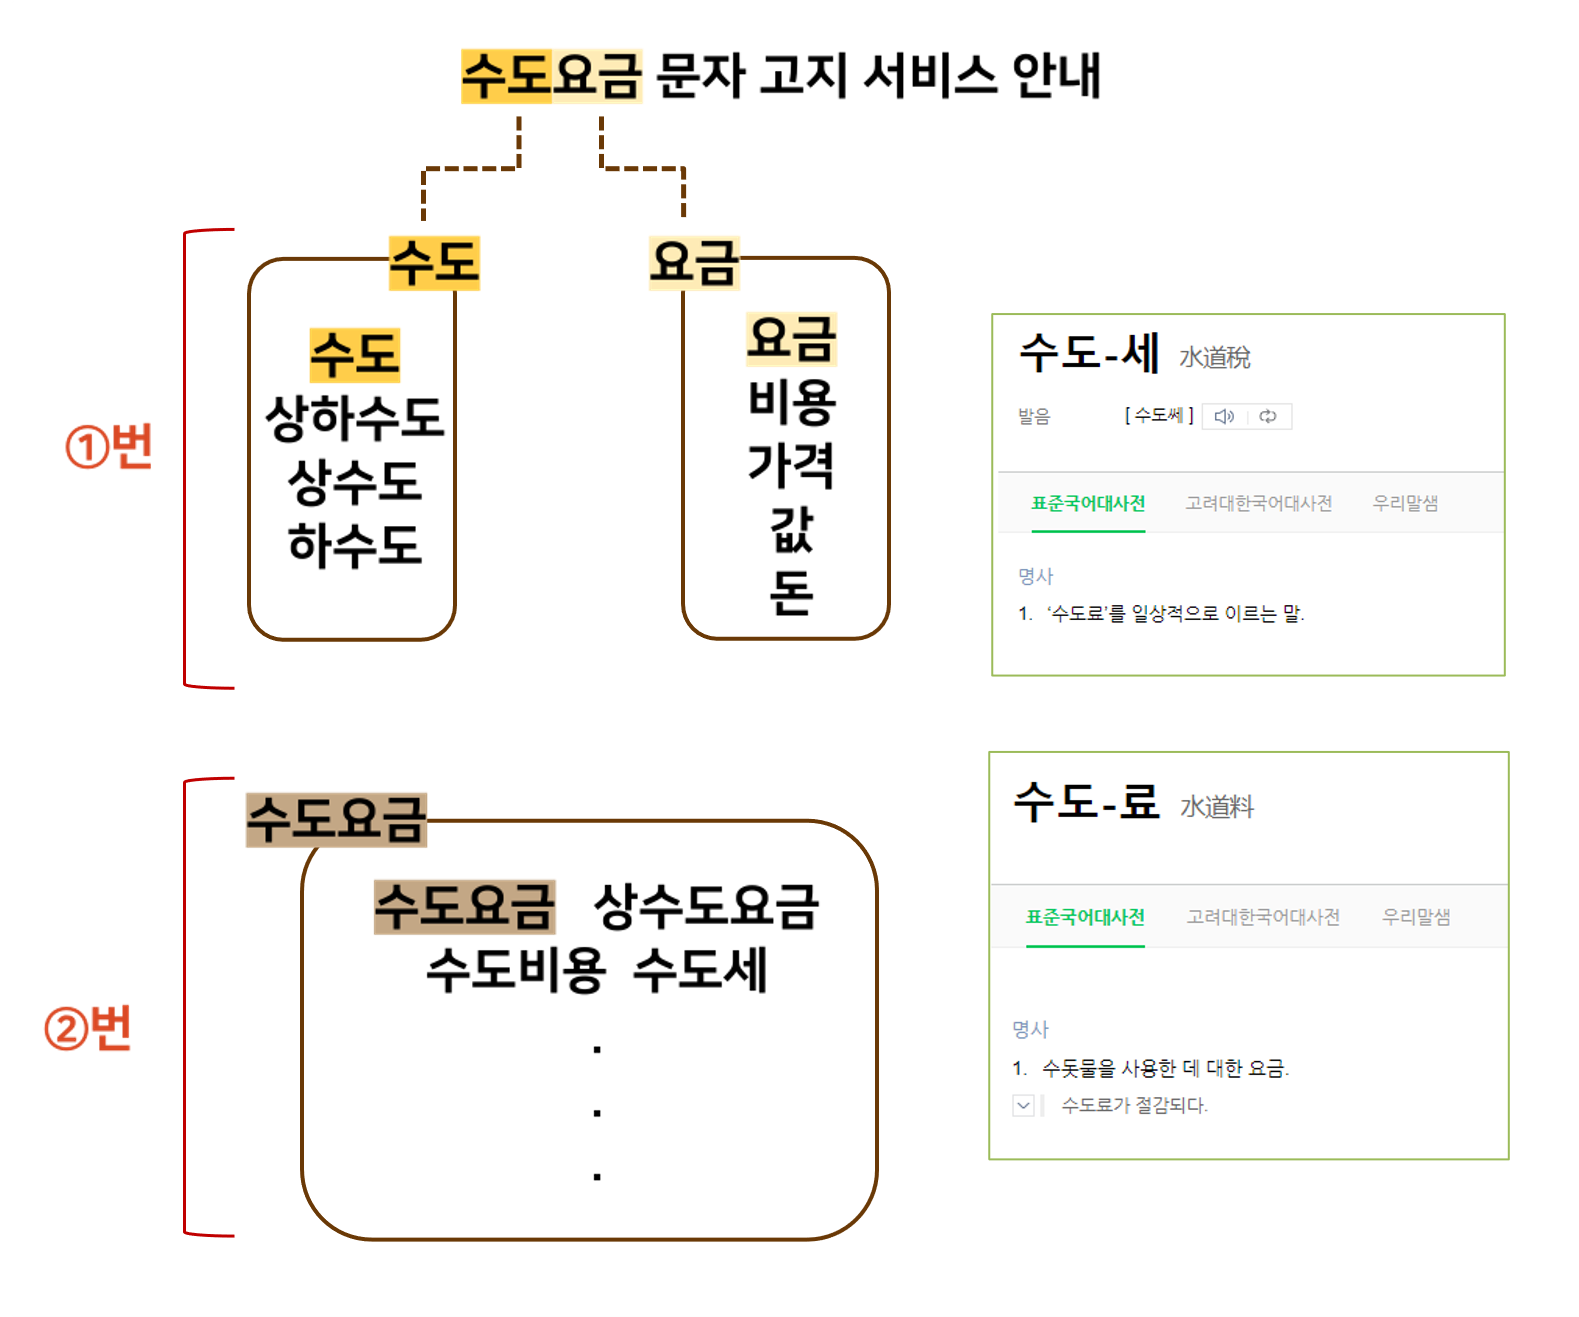 수도요금 문자 고지 서비스 안내
①번
수도
수도
상하수도
상수도
하수도
요금
요금
비용
가격
값
돈
수도-세 水道稅
발음 [ 수도쎄 ]
표준국어대사전 고려대한국어대사전 우리말샘
명사
1. ‘수도료’를 일상적으로 이르는 말.
②번
수도요금
수도요금 상수도요금
수도비용 수도세
.
.
.
수도-료 水道料
표준국어대사전 고려대한국어대사전 우리말샘
명사
1. 수돗물을 사용한 데 대한 요금.
수도료가 절감되다.